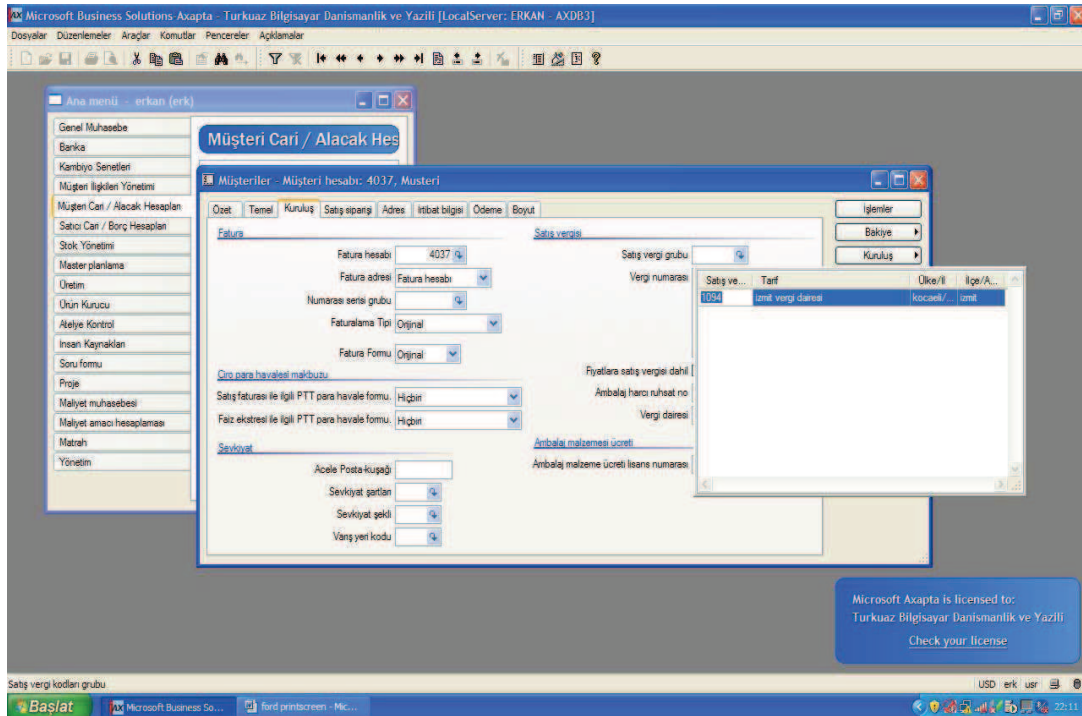 Microsoft Business Solutions-Axapta - Turkuaz Bilgisayar Danismanlik ve Yazili [LocalServer: ERKAN - AXDB3]
Dosyalar Düzenlemeler Araçlar Komutlar Pencereler Açıklamalar
Ana menü - erkan (erk)
Genel Muhasebe
Banka
Kambiyo Senetleri
Müşteri İlişkileri Yönetimi
Müşteri Cari / Alacak Hesapları
Satıcı Cari / Borç Hesapları
Stok Yönetimi
Master planlama
Üretim
Ürün Kurucu
Atelye Kontrol
İnsan Kaynakları
Soru formu
Proje
Maliyet muhasebesi
Maliyet amacı hesaplaması
Matrah
Yönetim
Müşteri Cari / Alacak Hes
Müşteriler - Müşteri hesabı: 4037, Musteri
Özet Temel Kuruluş Satış siparişi Adres İrtibat bilgisi Ödeme Boyut
Fatura
Fatura hesabı 4037
Fatura adresi Fatura hesabı
Numarası serisi grubu
Faturalama Tipi Orijinal
Fatura Formu Orijinal
Ciro para havalesi makbuzu
Satış faturası ile ilgili PTT para havale formu. Hiçbiri
Faiz ekstresi ile ilgili PTT para havale formu. Hiçbiri
Sevkiyat
Acele Posta-kuşağı
Sevkiyat şartları
Sevkiyat şekli
Varış yeri kodu
Satış vergisi
Satış vergi grubu
Vergi numarası
Fiyatlara satış vergisi dahil
Ambalaj harcı ruhsat no
Vergi dairesi
Ambalaj malzemesi ücreti
Ambalaj malzeme ücreti lisans numarası
İşlemler
Bakiye
Kuruluş
Satış ve... Tarif Ülke/İl İlçe/A...
1094 izmit vergi dairesi kocaeli/... izmit
Microsoft Axapta is licensed to:
Turkuaz Bilgisayar Danismanlik ve Yazili
Check your license
Satış vergi kodları grubu
USD erk usr
Başlat
Microsoft Business So...
ford printscreen - Mic...
22:11